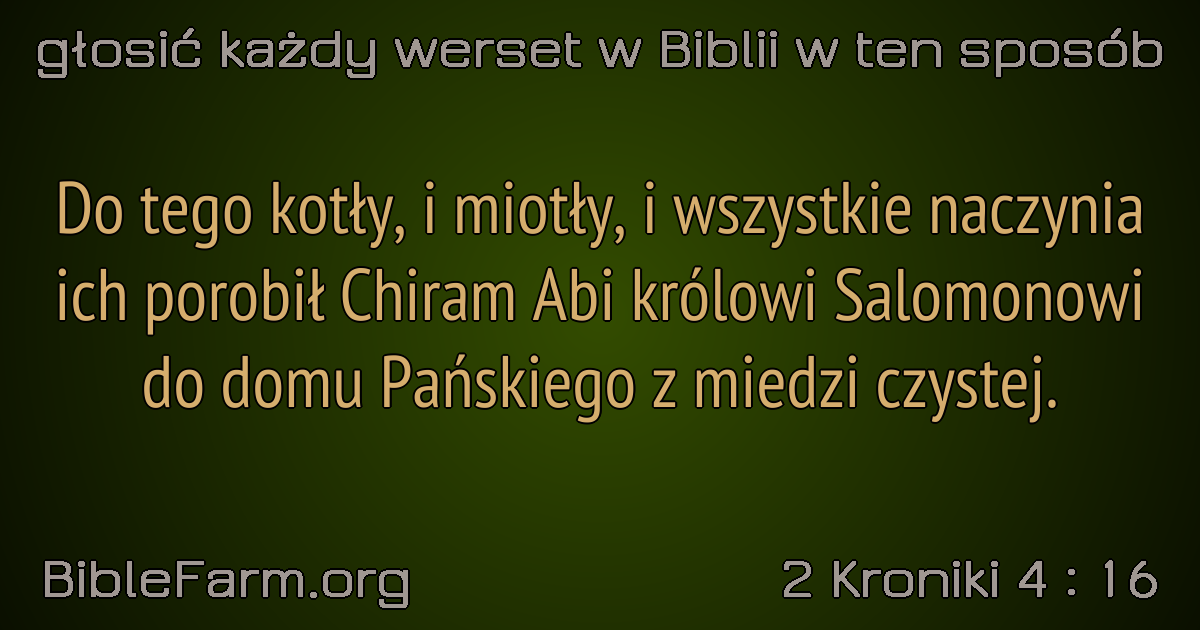 głosić każdy werset w Biblii w ten sposób
Do tego kotły, i miotły, i wszystkie naczynia
ich porobił Chiram Abi królowi Salomonowi
do domu Pańskiego z miedzi czystej.
BibleFarm.org
2 Kroniki 4 : 16